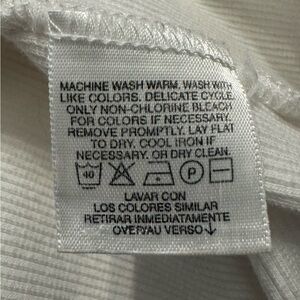 MACHINE WASH WARM. WASH WITH
LIKE COLORS. DELICATE CYCLE.
ONLY NON-CHLORINE BLEACH
FOR COLORS IF NECESSARY.
REMOVE PROMPTLY. LAY FLAT
TO DRY. COOL IRON IF
NECESSARY. OR DRY CLEAN.
40 P
LAVAR CON
LOS COLORES SIMILAR
RETIRAR INMEDIATAMENTE
OVER/AU VERSO↓